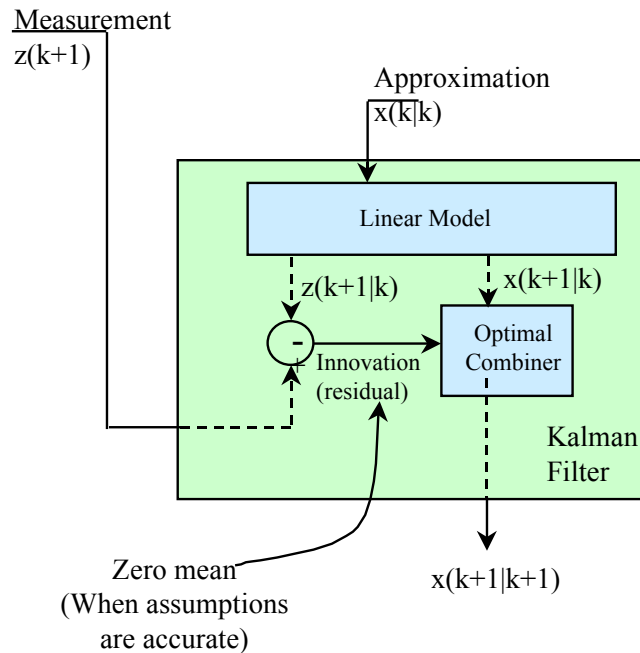 Measurement
z(k+1)
Approximation
x(k|k)
Linear Model
z(k+1|k)
x(k+1|k)
-
+
Innovation
(residual)
Optimal
Combiner
Kalman
Filter
Zero mean
(When assumptions
are accurate)
x(k+1|k+1)